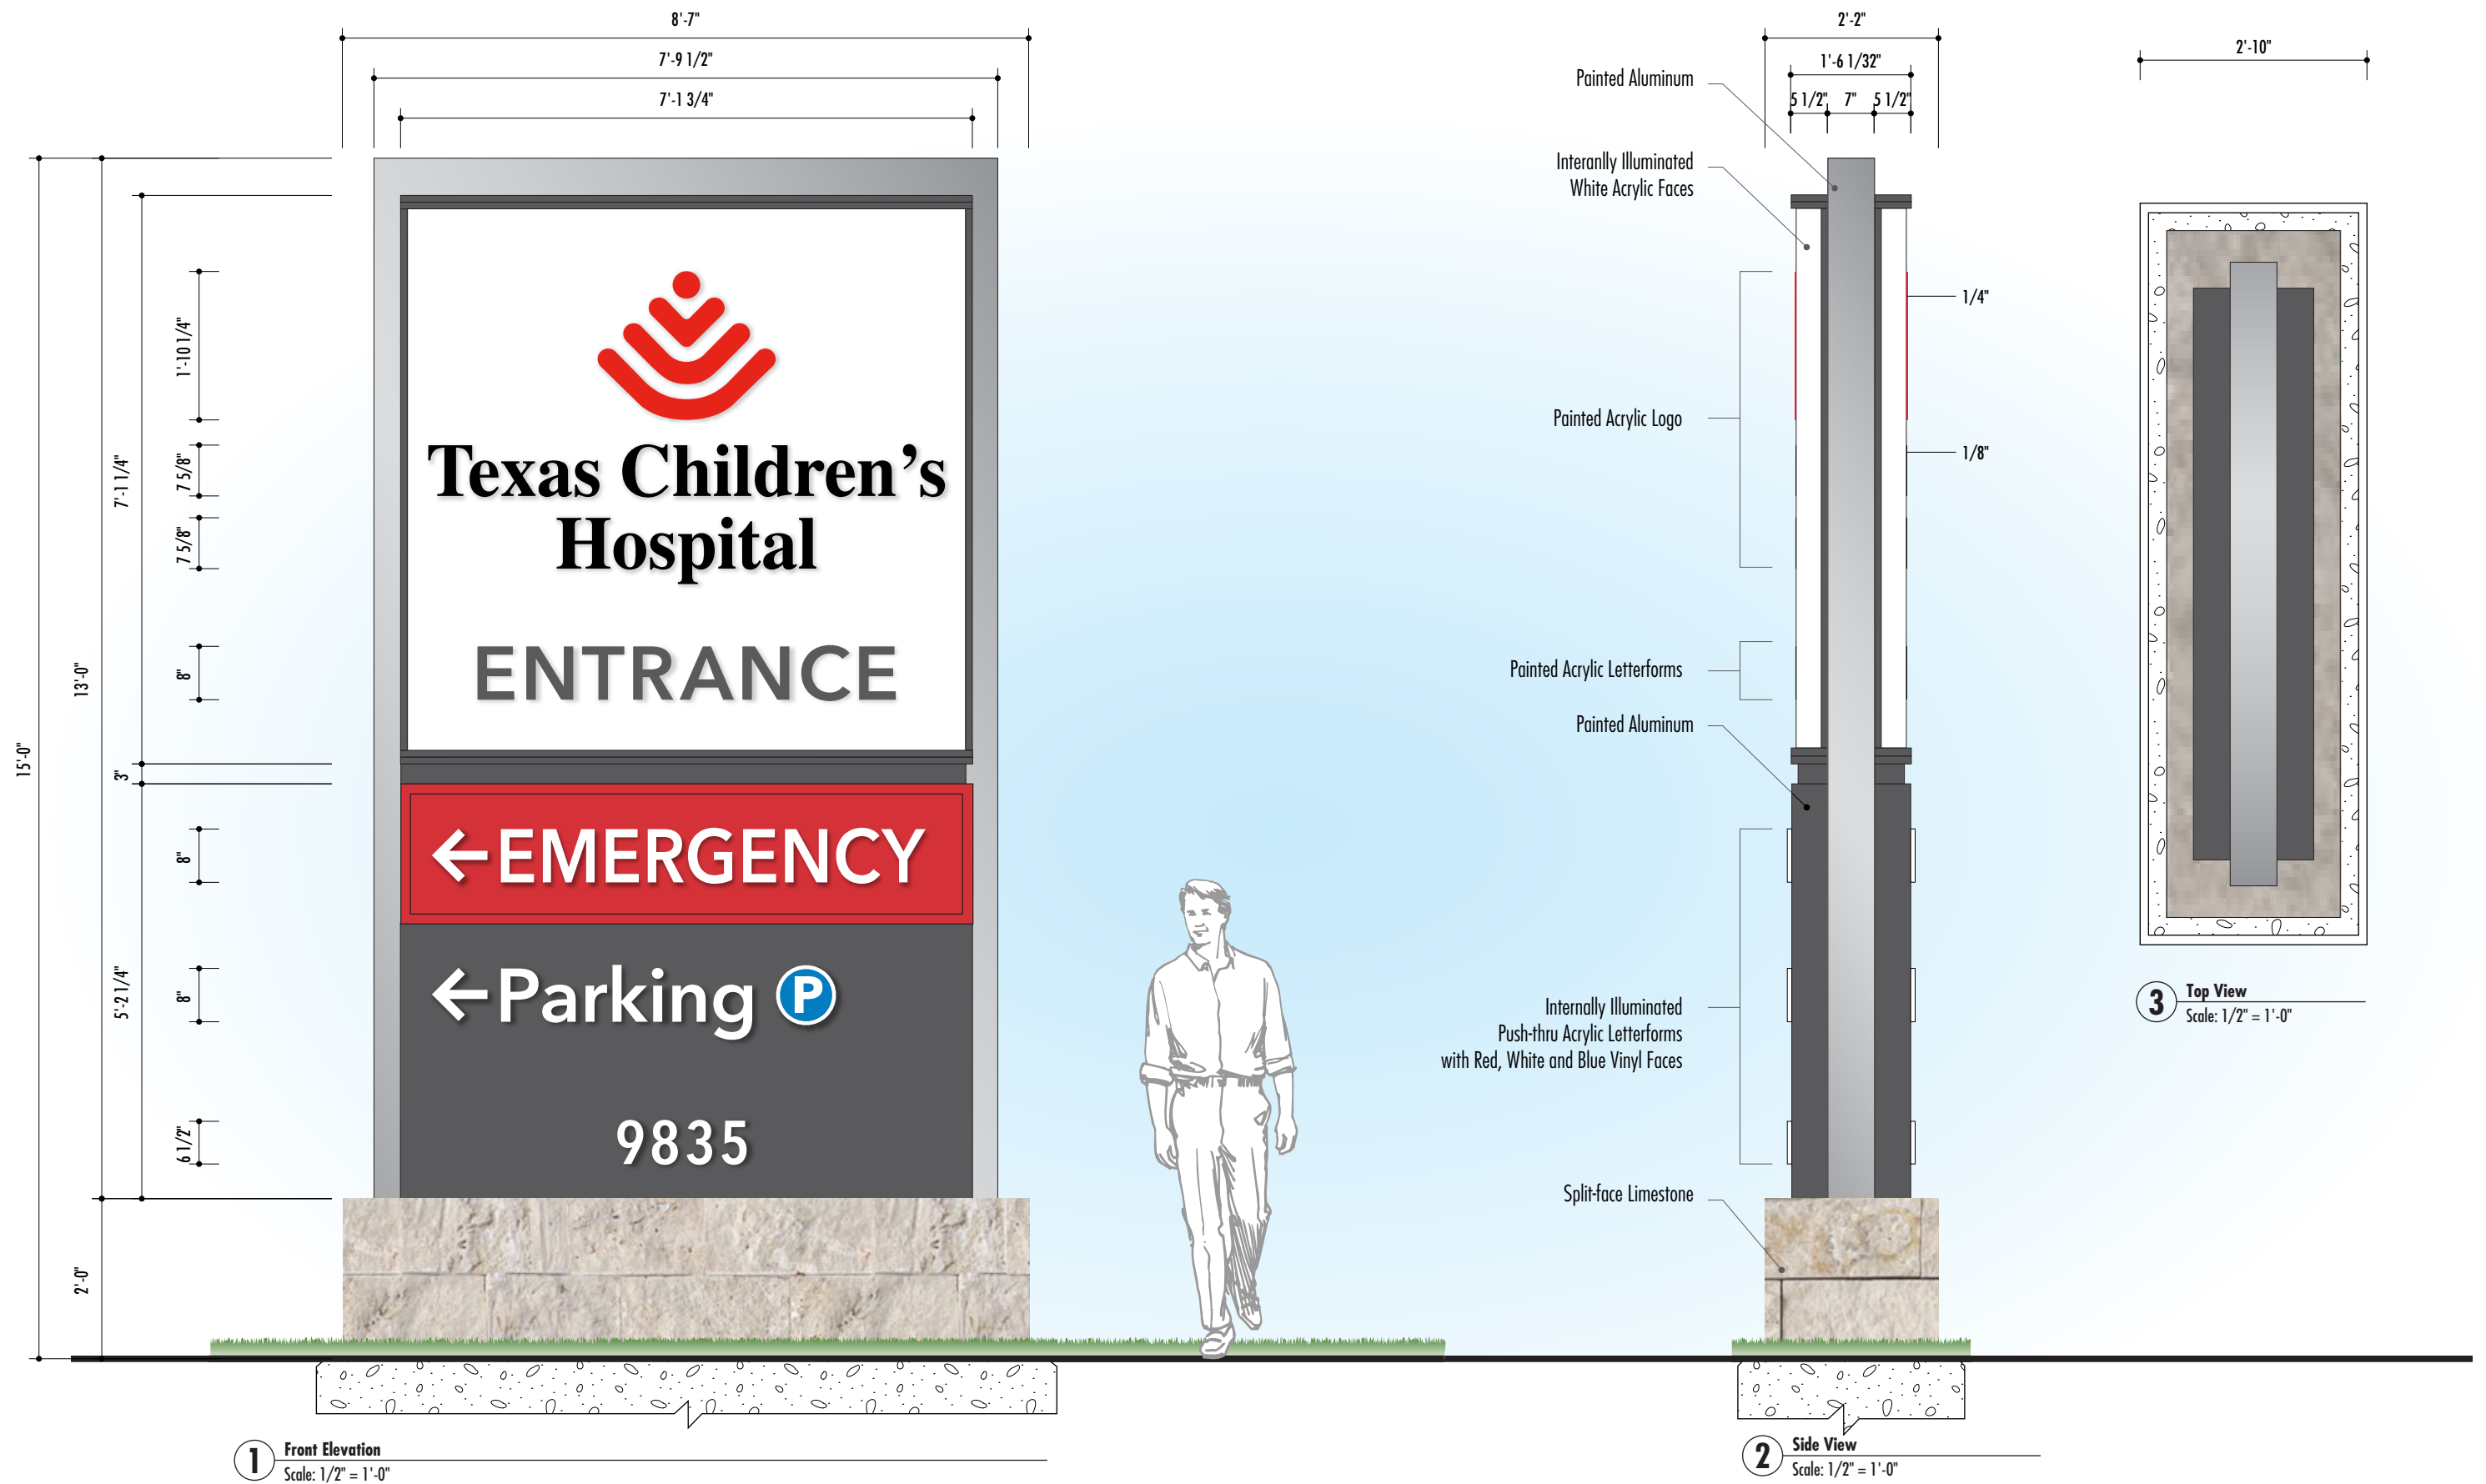 8'-7"
7'-9 1/2"
7'-1 3/4"
15'-0"
13'-0"
2'-0"
7'-1 1/4"
3"
5'-2 1/4"
1'-10 1/4"
7 5/8"
7 5/8"
8"
8"
8"
6 1/2"
Texas Children's
Hospital
ENTRANCE
←EMERGENCY
←Parking P
9835
1 Front Elevation
Scale: 1/2" = 1'-0"
2'-2"
1'-6 1/32"
5 1/2" 7" 5 1/2"
Painted Aluminum
Interanlly Illuminated
White Acrylic Faces
1/4"
Painted Acrylic Logo
1/8"
Painted Acrylic Letterforms
Painted Aluminum
Internally Illuminated
Push-thru Acrylic Letterforms
with Red, White and Blue Vinyl Faces
Split-face Limestone
2 Side View
Scale: 1/2" = 1'-0"
2'-10"
3 Top View
Scale: 1/2" = 1'-0"